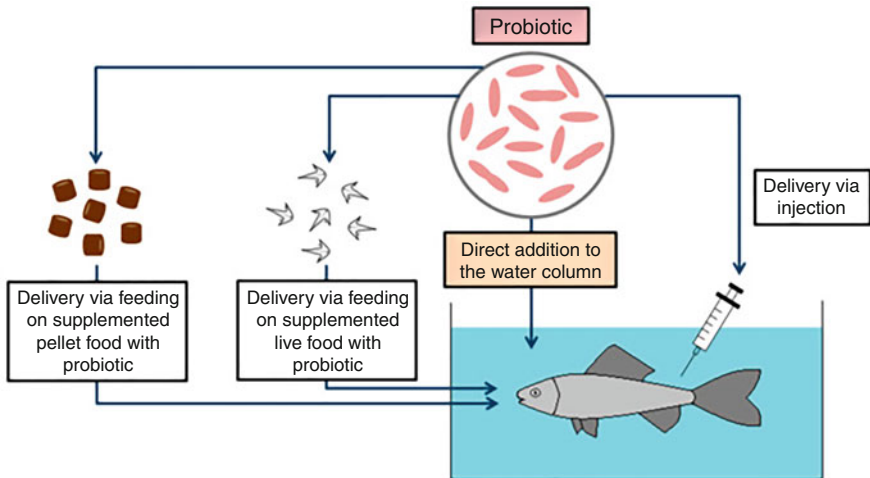 Probiotic
Delivery via
injection
Direct addition to
the water column
Delivery via feeding
on supplemented
pellet food with
probiotic
Delivery via feeding
on supplemented
live food with
probiotic